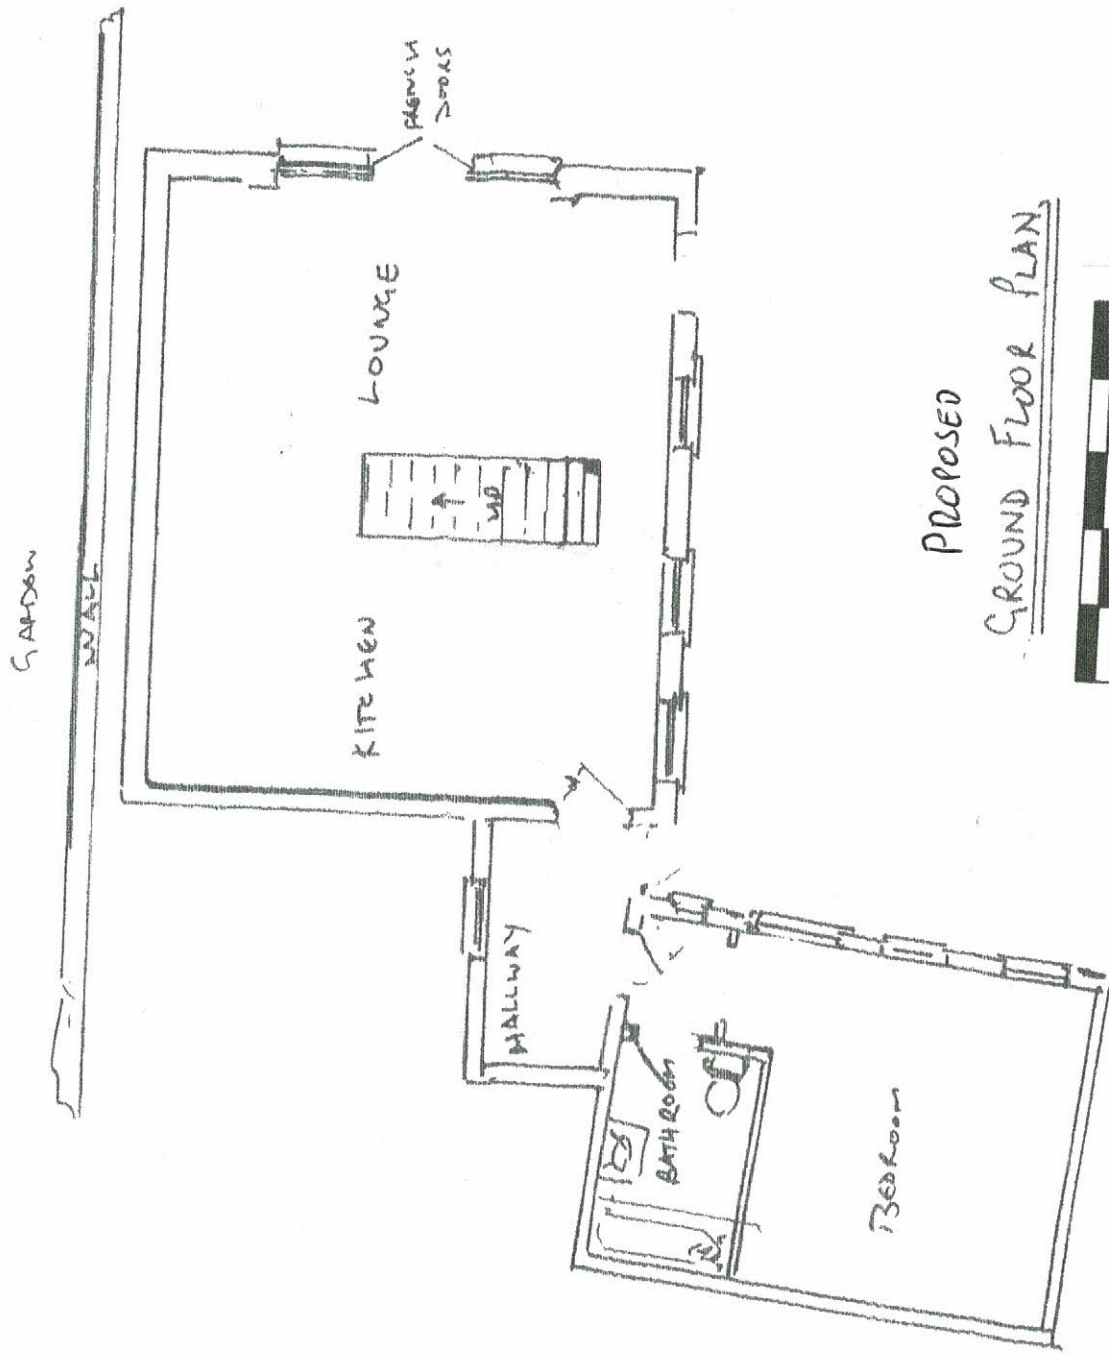 GARDEN
WALL
FRENCH
DOORS
LOUNGE
UP
KITCHEN
HALLWAY
BATHROOM
BEDROOM
PROPOSED
GROUND FLOOR PLAN